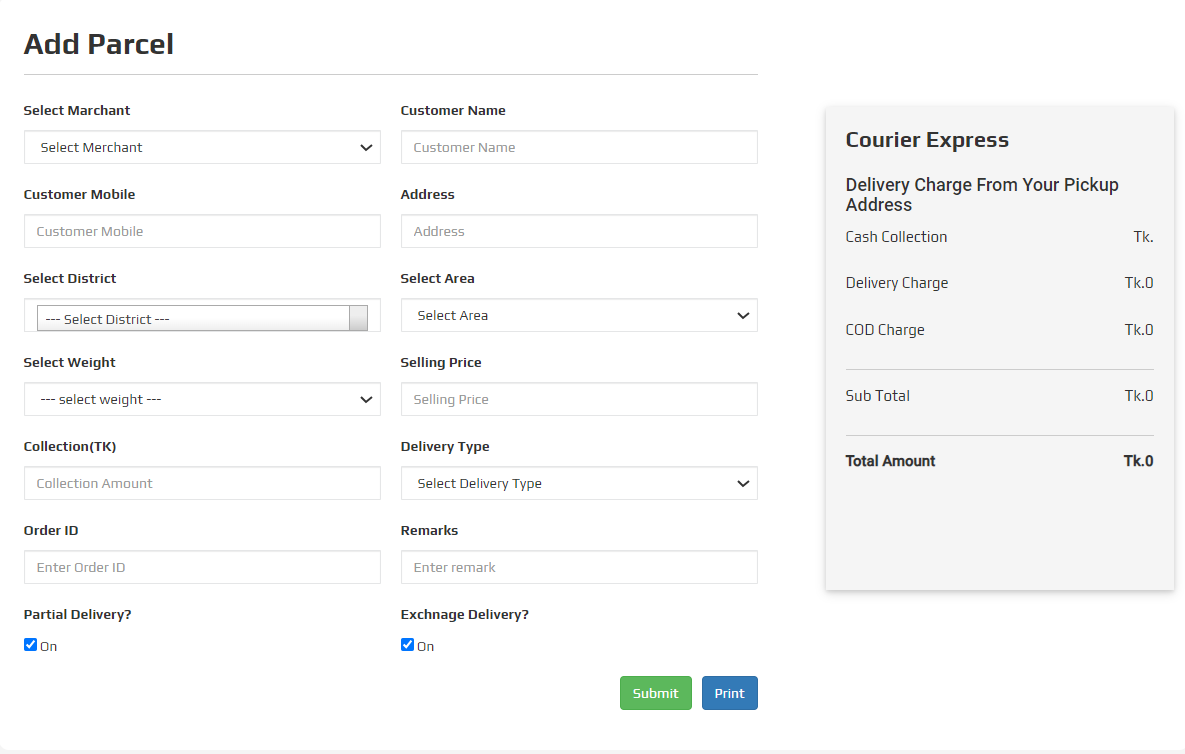 Add Parcel
Select Marchant
Customer Name
Select Merchant
Customer Name
Customer Mobile
Address
Customer Mobile
Address
Select District
Select Area
--- Select District ---
Select Area
Select Weight
Selling Price
--- select weight ---
Selling Price
Collection(TK)
Delivery Type
Collection Amount
Select Delivery Type
Order ID
Remarks
Enter Order ID
Enter remark
Partial Delivery?
Exchnage Delivery?
On
On
Submit
Print
Courier Express
Delivery Charge From Your Pickup
Address
Cash Collection Tk.
Delivery Charge Tk.0
COD Charge Tk.0
Sub Total Tk.0
Total Amount Tk.0